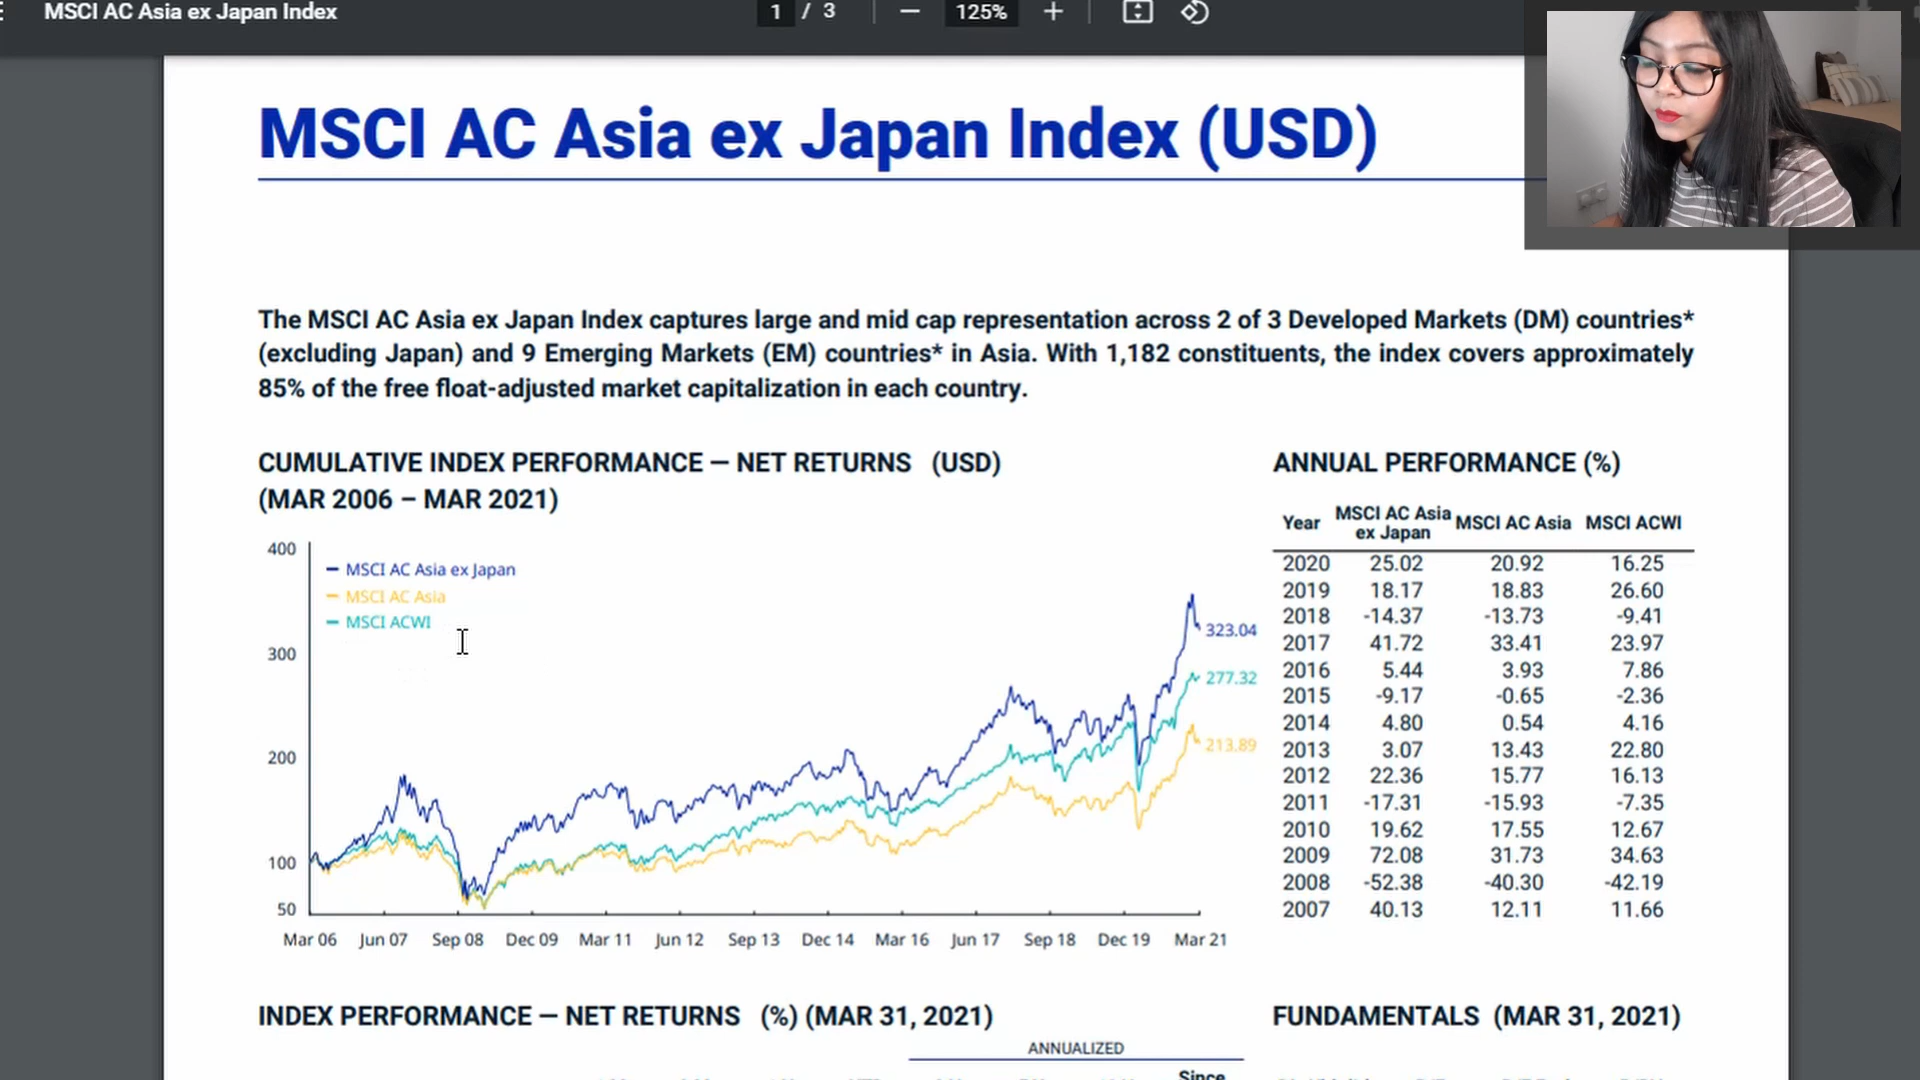 MSCI AC Asia ex Japan Index
1 / 3
125%
MSCI AC Asia ex Japan Index (USD)
The MSCI AC Asia ex Japan Index captures large and mid cap representation across 2 of 3 Developed Markets (DM) countries*
(excluding Japan) and 9 Emerging Markets (EM) countries* in Asia. With 1,182 constituents, the index covers approximately
85% of the free float-adjusted market capitalization in each country.
CUMULATIVE INDEX PERFORMANCE — NET RETURNS (USD)
(MAR 2006 – MAR 2021)
400
300
200
100
50
MSCI AC Asia ex Japan
MSCI AC Asia
MSCI ACWI
323.04
277.32
213.89
Mar 06 Jun 07 Sep 08 Dec 09 Mar 11 Jun 12 Sep 13 Dec 14 Mar 16 Jun 17 Sep 18 Dec 19 Mar 21
ANNUAL PERFORMANCE (%)
Year MSCI AC Asia ex Japan MSCI AC Asia MSCI ACWI
2020 25.02 20.92 16.25
2019 18.17 18.83 26.60
2018 -14.37 -13.73 -9.41
2017 41.72 33.41 23.97
2016 5.44 3.93 7.86
2015 -9.17 -0.65 -2.36
2014 4.80 0.54 4.16
2013 3.07 13.43 22.80
2012 22.36 15.77 16.13
2011 -17.31 -15.93 -7.35
2010 19.62 17.55 12.67
2009 72.08 31.73 34.63
2008 -52.38 -40.30 -42.19
2007 40.13 12.11 11.66
INDEX PERFORMANCE — NET RETURNS (%) (MAR 31, 2021)
ANNUALIZED
Since
FUNDAMENTALS (MAR 31, 2021)